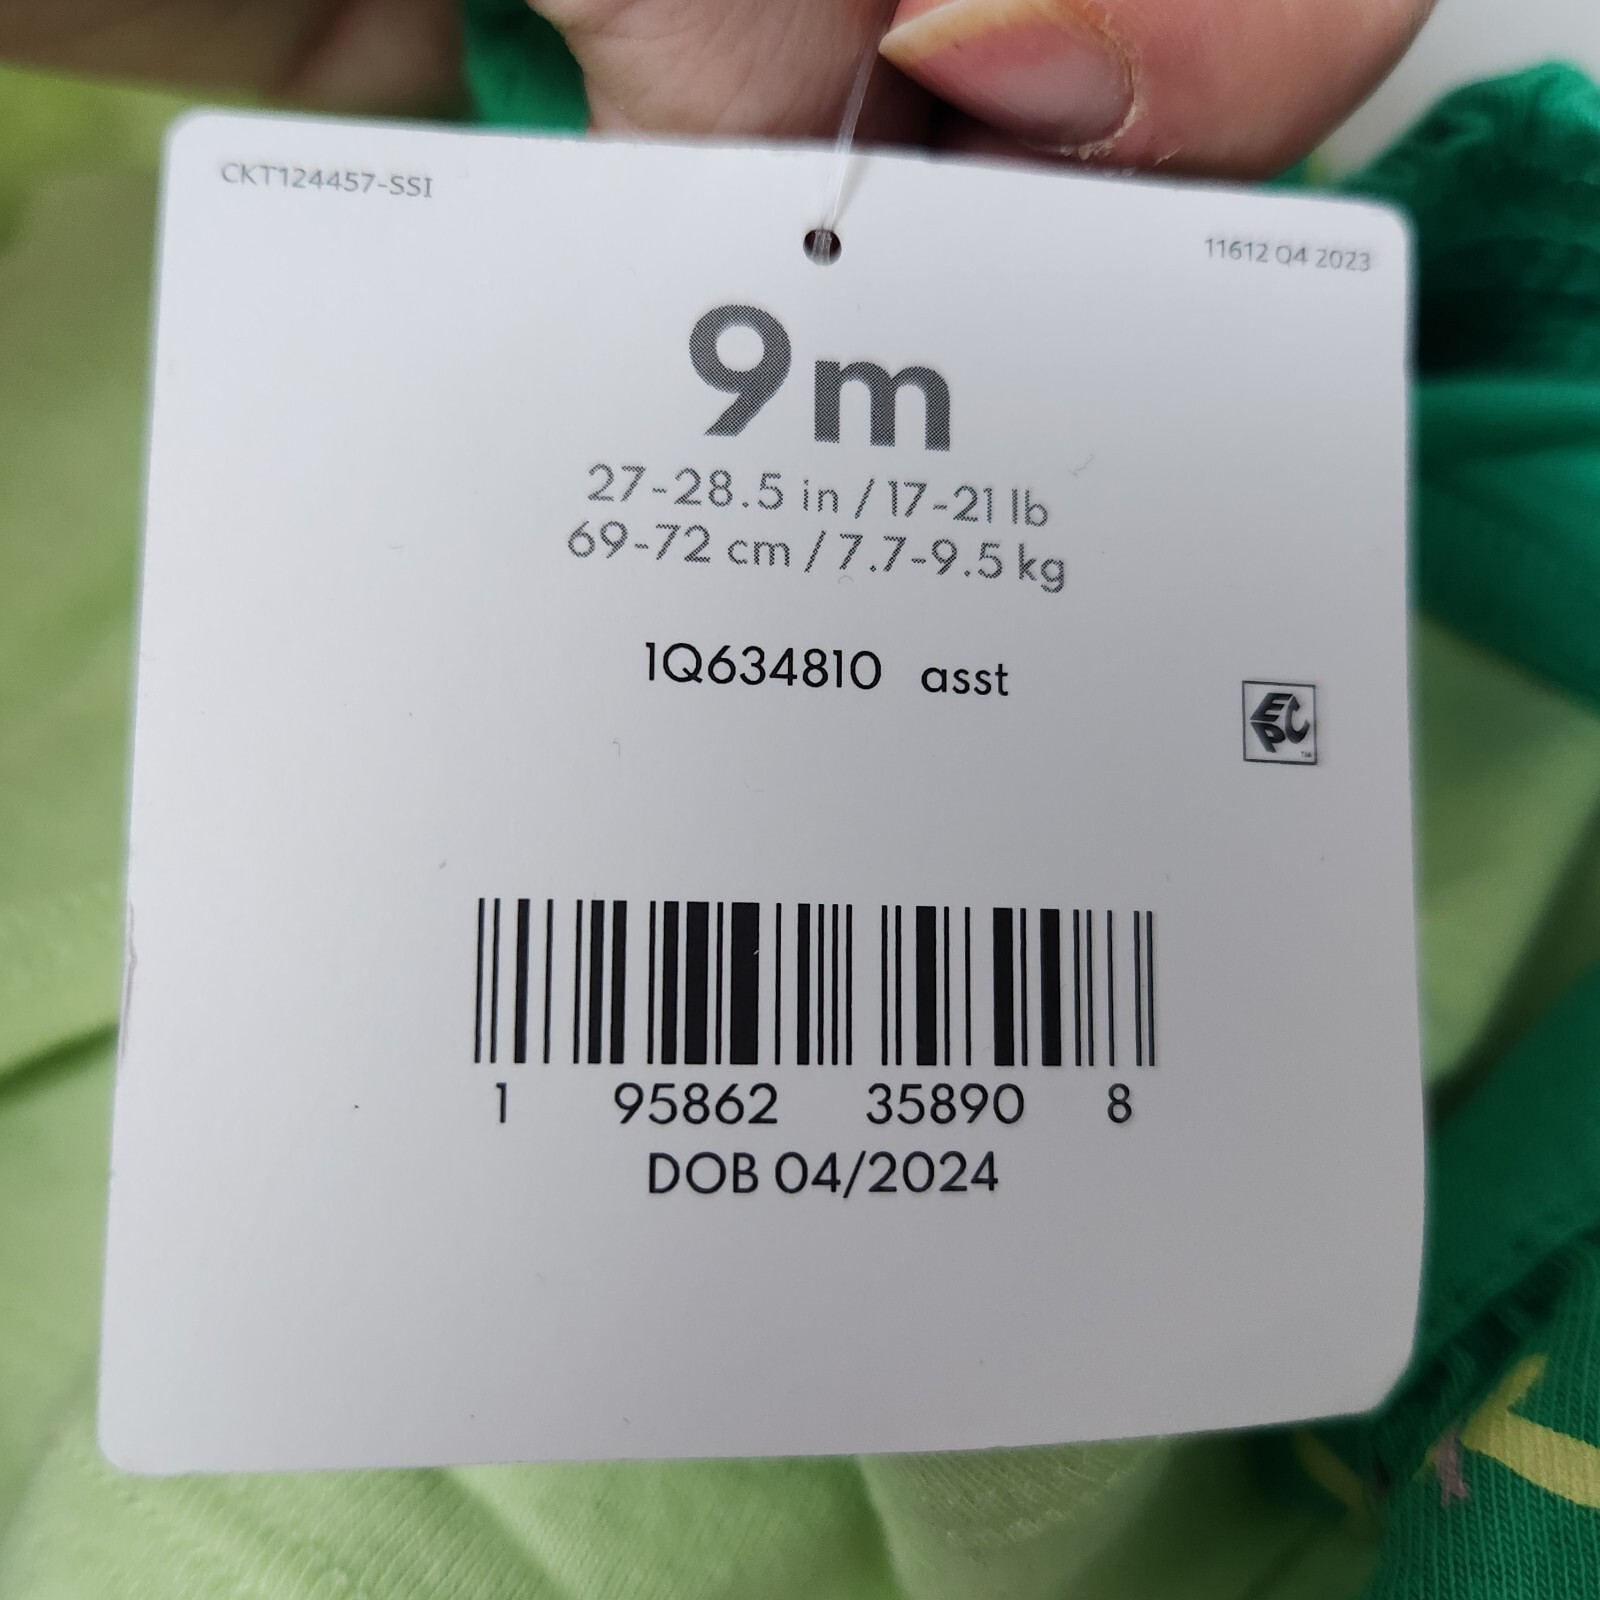 CKT124457-SSI
11612 Q4 2023
9m
27-28.5 in / 17-21 lb
69-72 cm / 7.7-9.5 kg
1Q634810 asst
EPC™
1 95862 35890 8
DOB 04/2024